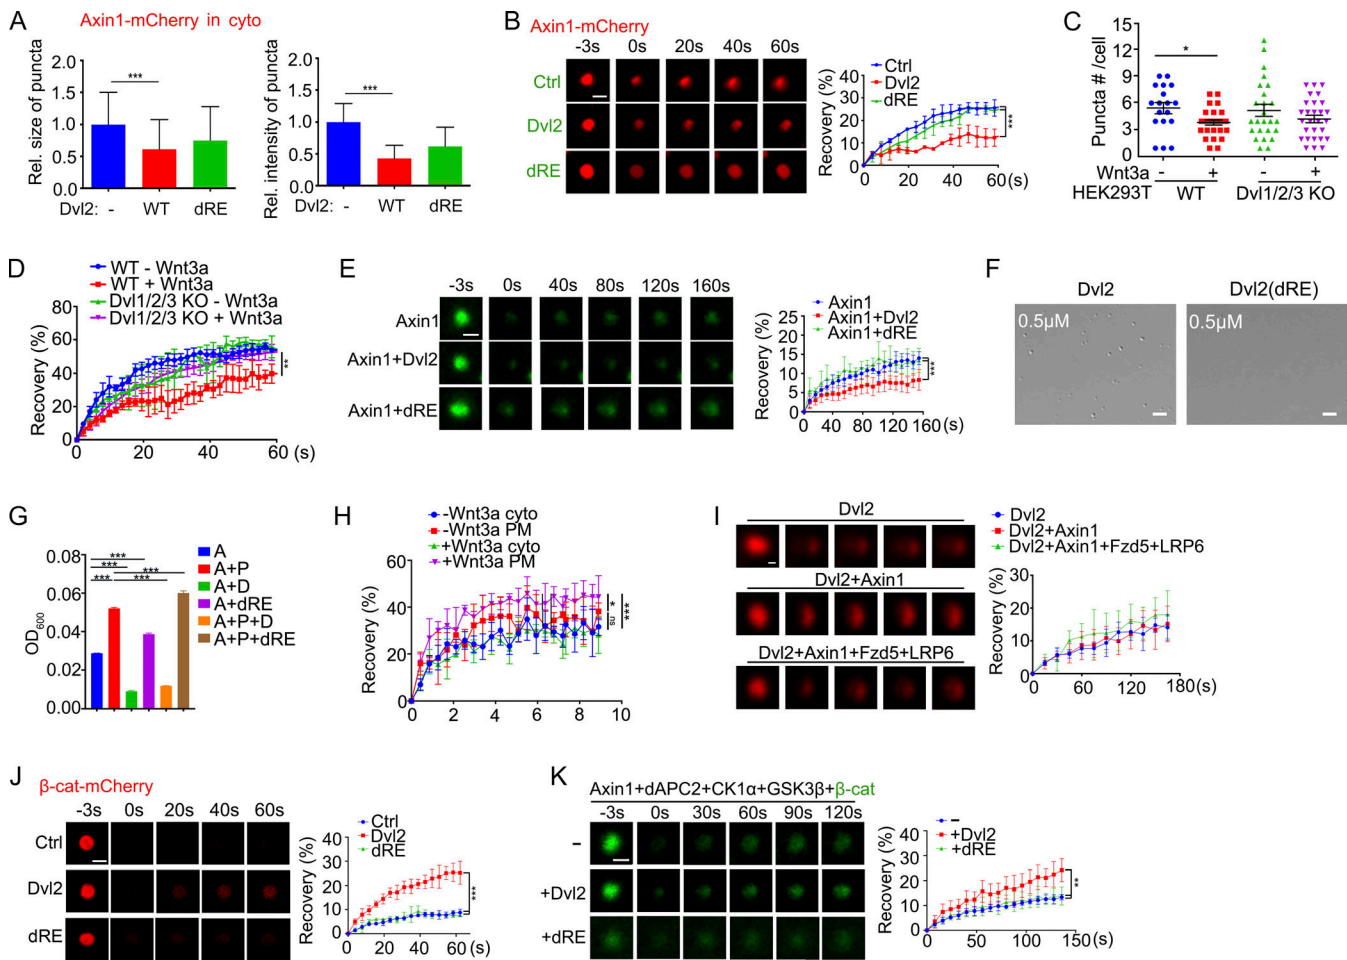 A
Axin1-mCherry in cyto
Rel. size of puncta
2.0
1.5
1.0
0.5
0.0
***
Dvl2: - WT dRE
Rel. intensity of puncta
2.0
1.5
1.0
0.5
0.0
***
Dvl2: - WT dRE
B
Axin1-mCherry
-3s 0s 20s 40s 60s
Ctrl
Dvl2
dRE
Recovery (%)
40
30
20
10
0
Ctrl
Dvl2
dRE
***
0 20 40 60 (s)
C
Puncta # /cell
15
12
9
6
3
0
*
Wnt3a - + - +
HEK293T WT Dvl1/2/3 KO
D
WT - Wnt3a
WT + Wnt3a
Dvl1/2/3 KO - Wnt3a
Dvl1/2/3 KO + Wnt3a
Recovery (%)
80
60
40
20
0
**
0 20 40 60 (s)
E
-3s 0s 40s 80s 120s 160s
Axin1
Axin1+Dvl2
Axin1+dRE
Recovery (%)
25
20
15
10
5
0
Axin1
Axin1+Dvl2
Axin1+dRE
***
0 40 80 120 160 (s)
F
Dvl2 Dvl2(dRE)
0.5μM 0.5μM
G
OD600
0.08
0.06
0.04
0.02
0.00
***
***
***
*** ***
A
A+P
A+D
A+dRE
A+P+D
A+P+dRE
H
-Wnt3a cyto
-Wnt3a PM
+Wnt3a cyto
+Wnt3a PM
Recovery (%)
60
40
20
0
*
ns
***
0 2 4 6 8 10
I
Dvl2
Dvl2+Axin1
Dvl2+Axin1+Fzd5+LRP6
Dvl2
Dvl2+Axin1
Dvl2+Axin1+Fzd5+LRP6
Recovery (%)
30
20
10
0
0 60 120 180 (s)
J
β-cat-mCherry
-3s 0s 20s 40s 60s
Ctrl
Dvl2
dRE
Recovery (%)
40
30
20
10
0
Ctrl
Dvl2
dRE
***
0 20 40 60 (s)
K
Axin1+dAPC2+CK1α+GSK3β+β-cat
-3s 0s 30s 60s 90s 120s
-
+Dvl2
+dRE
Recovery (%)
40
30
20
10
0
-
+Dvl2
+dRE
**
0 50 100 150 (s)